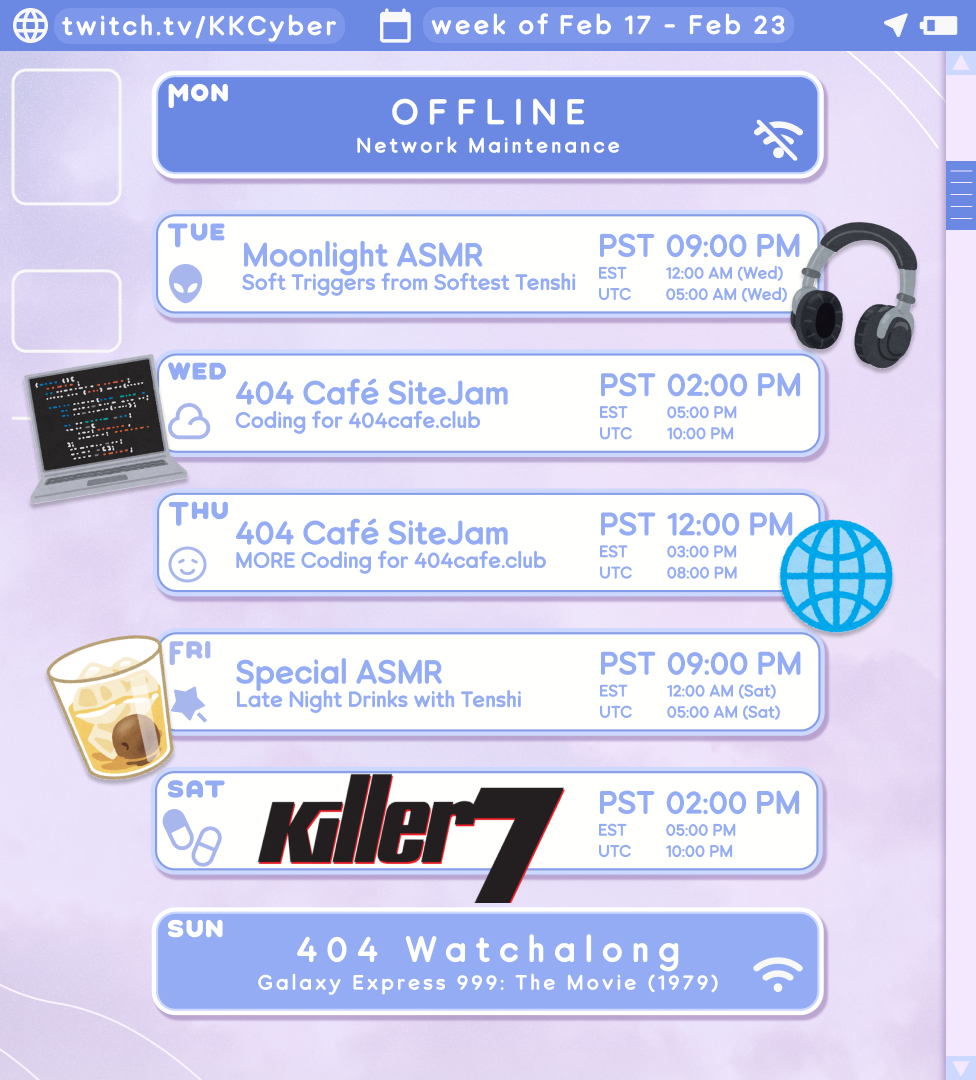 twitch.tv/KKCyber
week of Feb 17 - Feb 23
MON
OFFLINE
Network Maintenance
TUE
Moonlight ASMR
Soft Triggers from Softest Tenshi
PST 09:00 PM
EST 12:00 AM (Wed)
UTC 05:00 AM (Wed)
WED
404 Café SiteJam
Coding for 404cafe.club
PST 02:00 PM
EST 05:00 PM
UTC 10:00 PM
THU
404 Café SiteJam
MORE Coding for 404cafe.club
PST 12:00 PM
EST 03:00 PM
UTC 08:00 PM
FRI
Special ASMR
Late Night Drinks with Tenshi
PST 09:00 PM
EST 12:00 AM (Sat)
UTC 05:00 AM (Sat)
SAT
Killer7
PST 02:00 PM
EST 05:00 PM
UTC 10:00 PM
SUN
404 Watchalong
Galaxy Express 999: The Movie (1979)